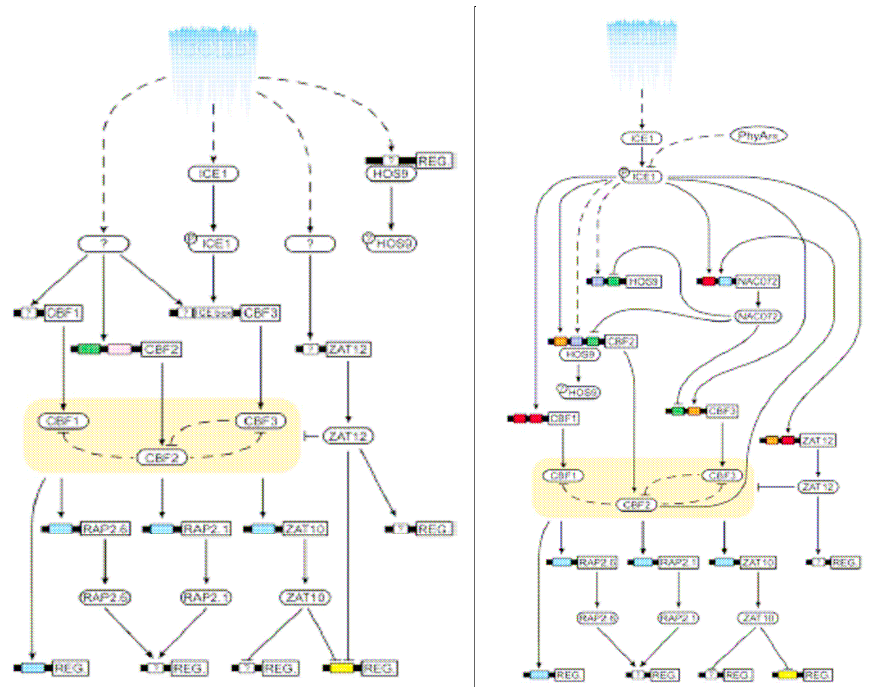 ICE1
? REG.
HOS9
? P ICE1 ? P HOS9
? CBF1 ? CBF3
CBF2 ? ZAT12
CBF1 CBF3
ZAT12
CBF2
RAP2.6 RAP2.1 ZAT10 ? REG.
RAP2.6 RAP2.1 ZAT10
REG. ? REG. ? REG. REG.
ICE1 PhyArs
P ICE1
HOS9 NAC072
NAC072
CBF2
HOS9
P HOS9
CBF1 CBF3
ZAT12
CBF1 CBF3
ZAT12
CBF2
RAP2.6 RAP2.1 ZAT10 ? REG.
RAP2.6 RAP2.1 ZAT10
REG. ? REG. ? REG. REG.